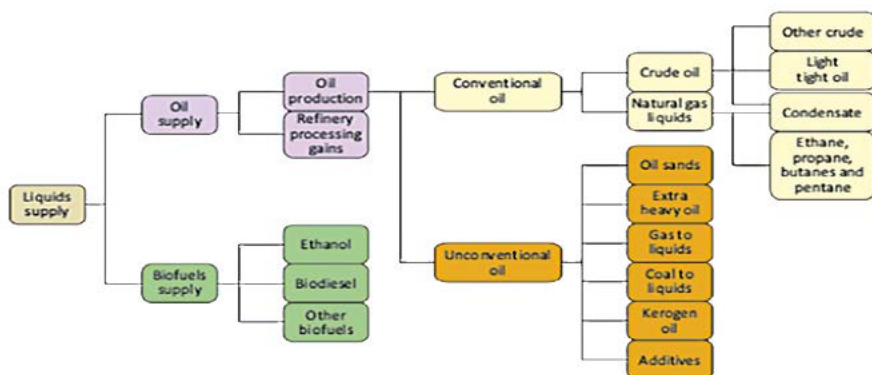 Liquids
supply
Oil
supply
Biofuels
supply
Oil
production
Refinery
processing
gains
Ethanol
Biodiesel
Other
biofuels
Conventional
oil
Unconventional
oil
Crude oil
Natural gas
liquids
Oil sands
Extra
heavy oil
Gas to
liquids
Coal to
liquids
Kerogen
oil
Additives
Other crude
Light
tight oil
Condensate
Ethane,
propane,
butanes and
pentane